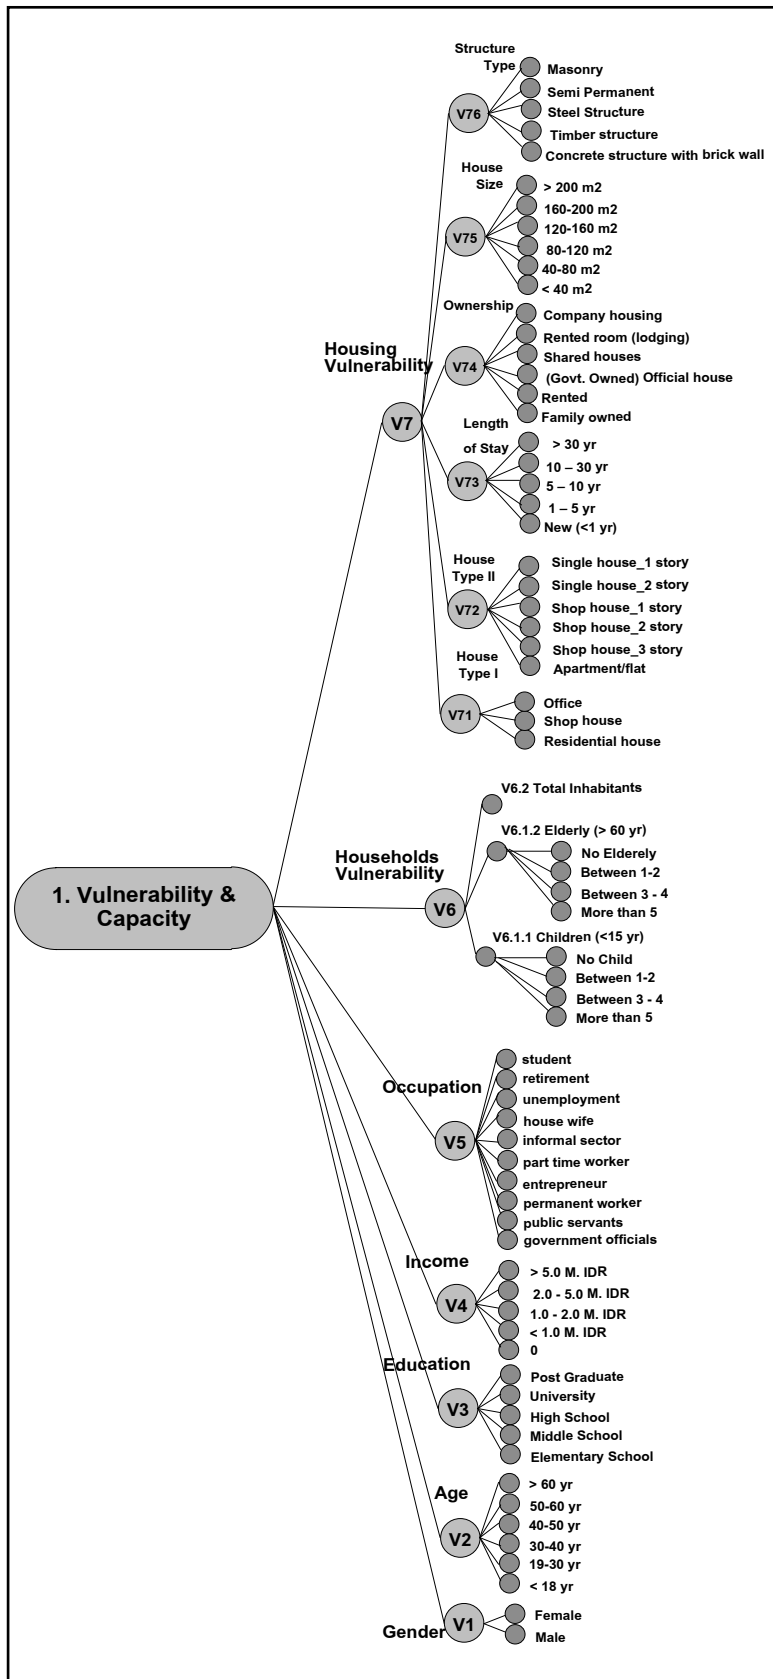 Structure
Type
Masonry
Semi Permanent
V76
Steel Structure
Timber structure
Concrete structure with brick wall
House
Size
> 200 m2
160-200 m2
120-160 m2
V75
80-120 m2
40-80 m2
< 40 m2
Ownership
Company housing
Rented room (lodging)
Housing
Vulnerability
Shared houses
V74
(Govt. Owned) Official house
Rented
Family owned
V7
Length
of Stay
> 30 yr
10 – 30 yr
V73
5 – 10 yr
1 – 5 yr
New (<1 yr)
House
Type II
Single house_1 story
Single house_2 story
V72
Shop house_1 story
Shop house_2 story
Shop house_3 story
Apartment/flat
House
Type I
Office
V71
Shop house
Residential house
V6.2 Total Inhabitants
V6.1.2 Elderly (> 60 yr)
No Elderely
Between 1-2
Between 3 - 4
More than 5
Households
Vulnerability
1. Vulnerability &
Capacity
V6
V6.1.1 Children (<15 yr)
No Child
Between 1-2
Between 3 - 4
More than 5
Occupation
student
retirement
unemployment
house wife
V5
informal sector
part time worker
entrepreneur
permanent worker
public servants
government officials
Income
> 5.0 M. IDR
2.0 - 5.0 M. IDR
V4
1.0 - 2.0 M. IDR
< 1.0 M. IDR
0
Education
Post Graduate
University
V3
High School
Middle School
Elementary School
Age
> 60 yr
50-60 yr
40-50 yr
V2
30-40 yr
19-30 yr
< 18 yr
Gender
V1
Female
Male